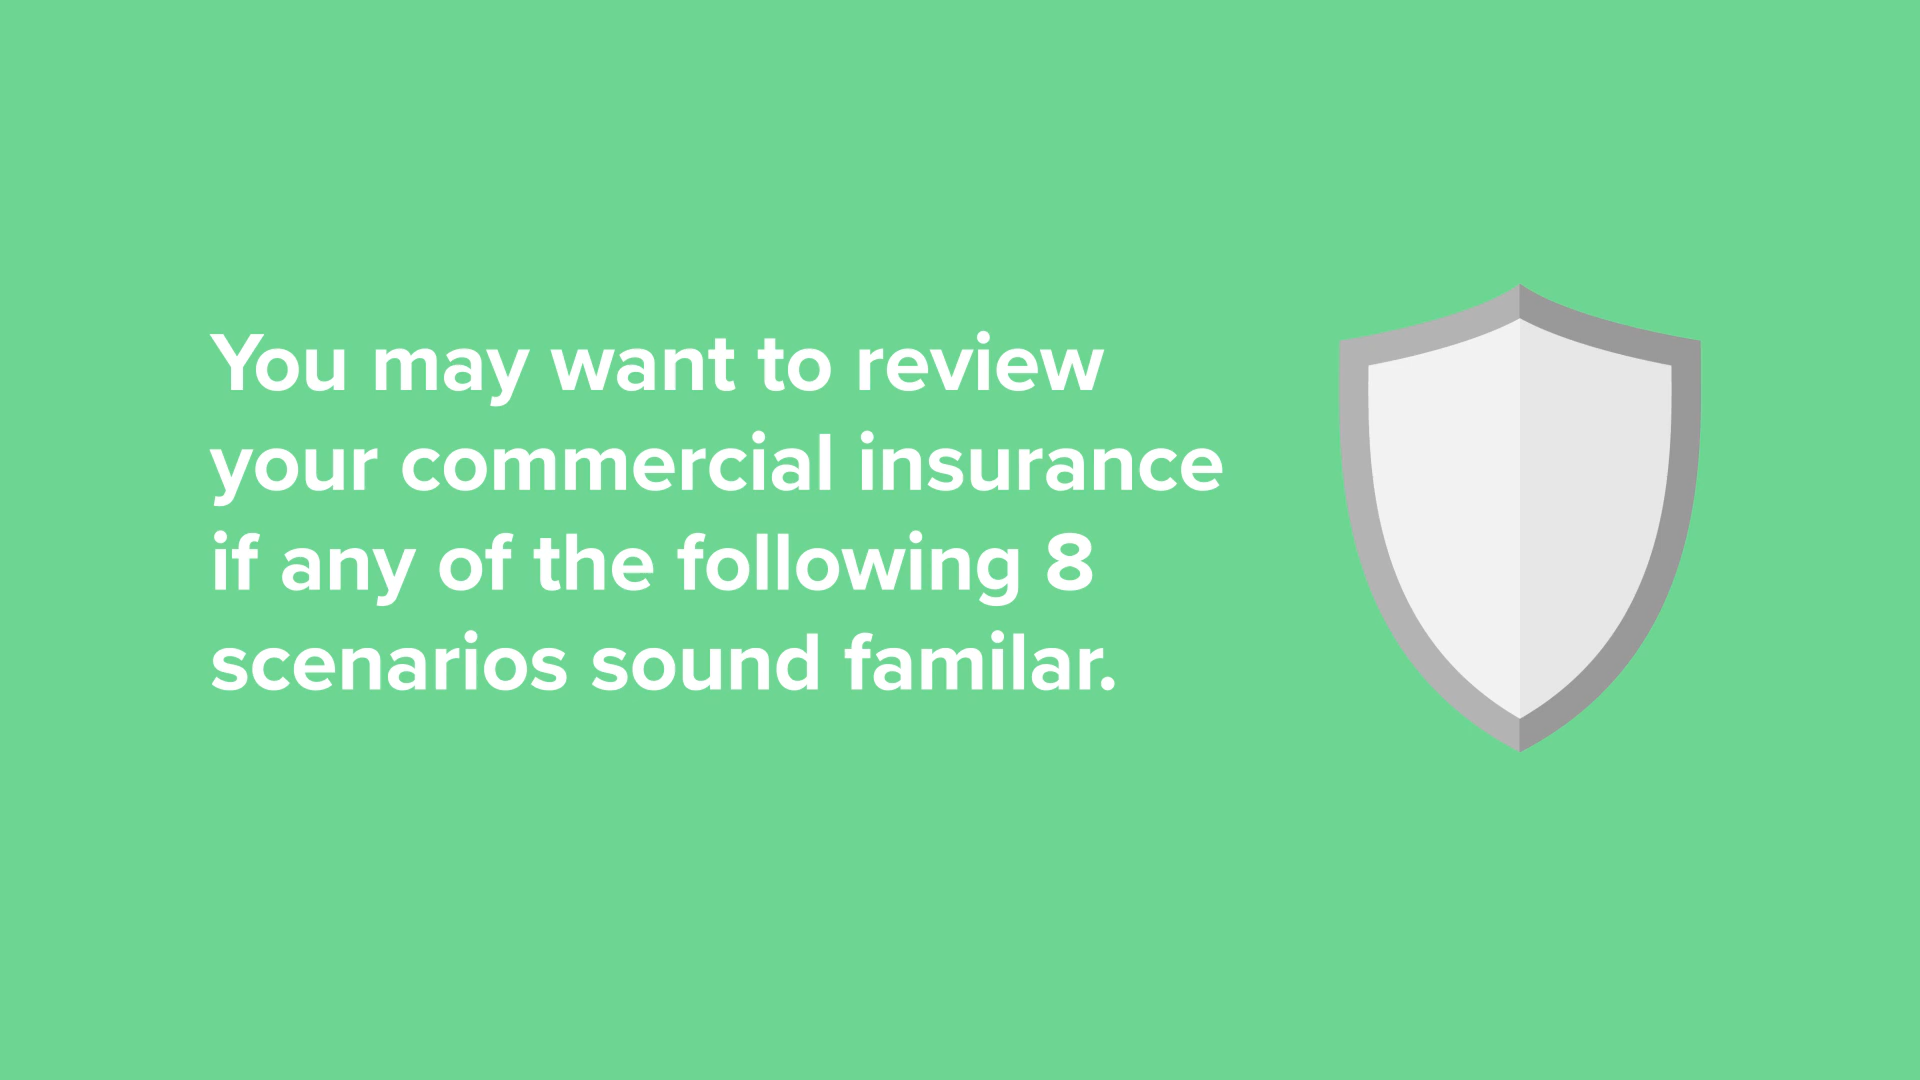 You may want to review
your commercial insurance
if any of the following 8
scenarios sound familar.